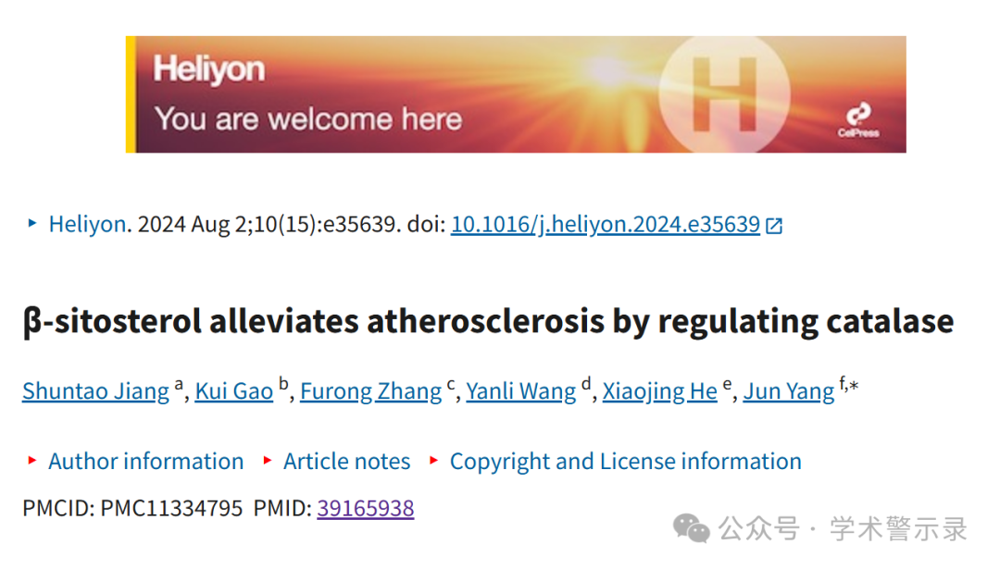 Heliyon
You are welcome here
H
CelPress
Heliyon. 2024 Aug 2;10(15):e35639. doi: 10.1016/j.heliyon.2024.e35639
β-sitosterol alleviates atherosclerosis by regulating catalase
Shuntao Jiang a, Kui Gao b, Furong Zhang c, Yanli Wang d, Xiaojing He e, Jun Yang f,*
Author information Article notes Copyright and License information
PMCID: PMC11334795 PMID: 39165938
公众号 · 学术警示录